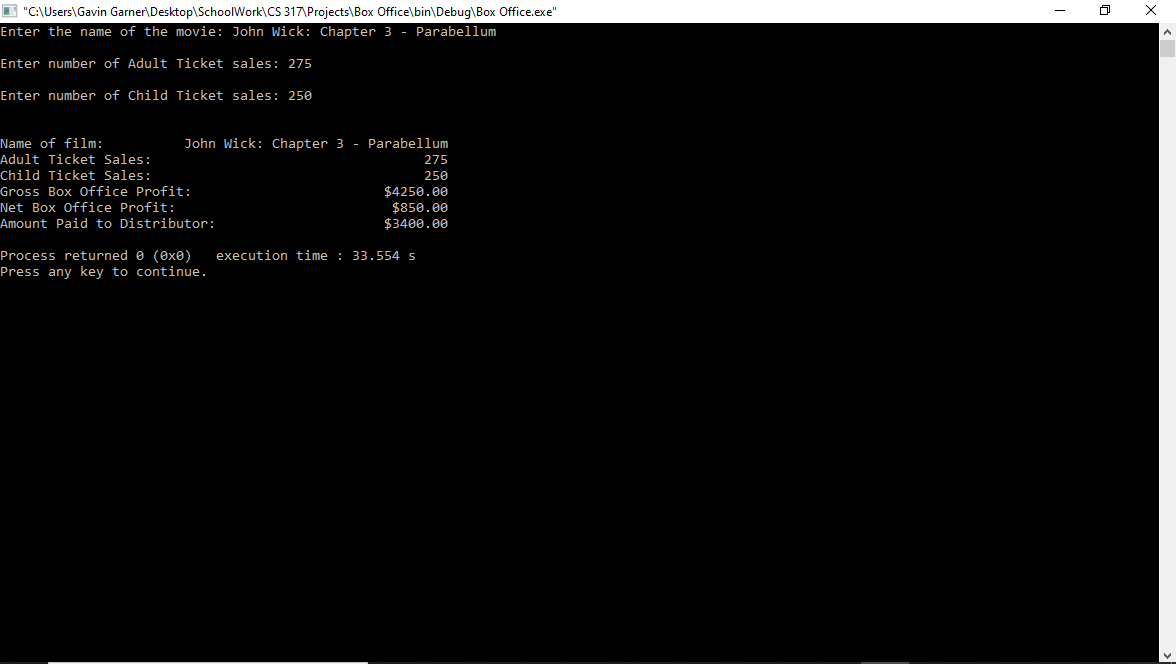 "C:\Users\Gavin Garner\Desktop\SchoolWork\CS 317\Projects\Box Office\bin\Debug\Box Office.exe"
Enter the name of the movie: John Wick: Chapter 3 - Parabellum
Enter number of Adult Ticket sales: 275
Enter number of Child Ticket sales: 250
Name of film: John Wick: Chapter 3 - Parabellum
Adult Ticket Sales: 275
Child Ticket Sales: 250
Gross Box Office Profit: $4250.00
Net Box Office Profit: $850.00
Amount Paid to Distributor: $3400.00
Process returned 0 (0x0) execution time : 33.554 s
Press any key to continue.